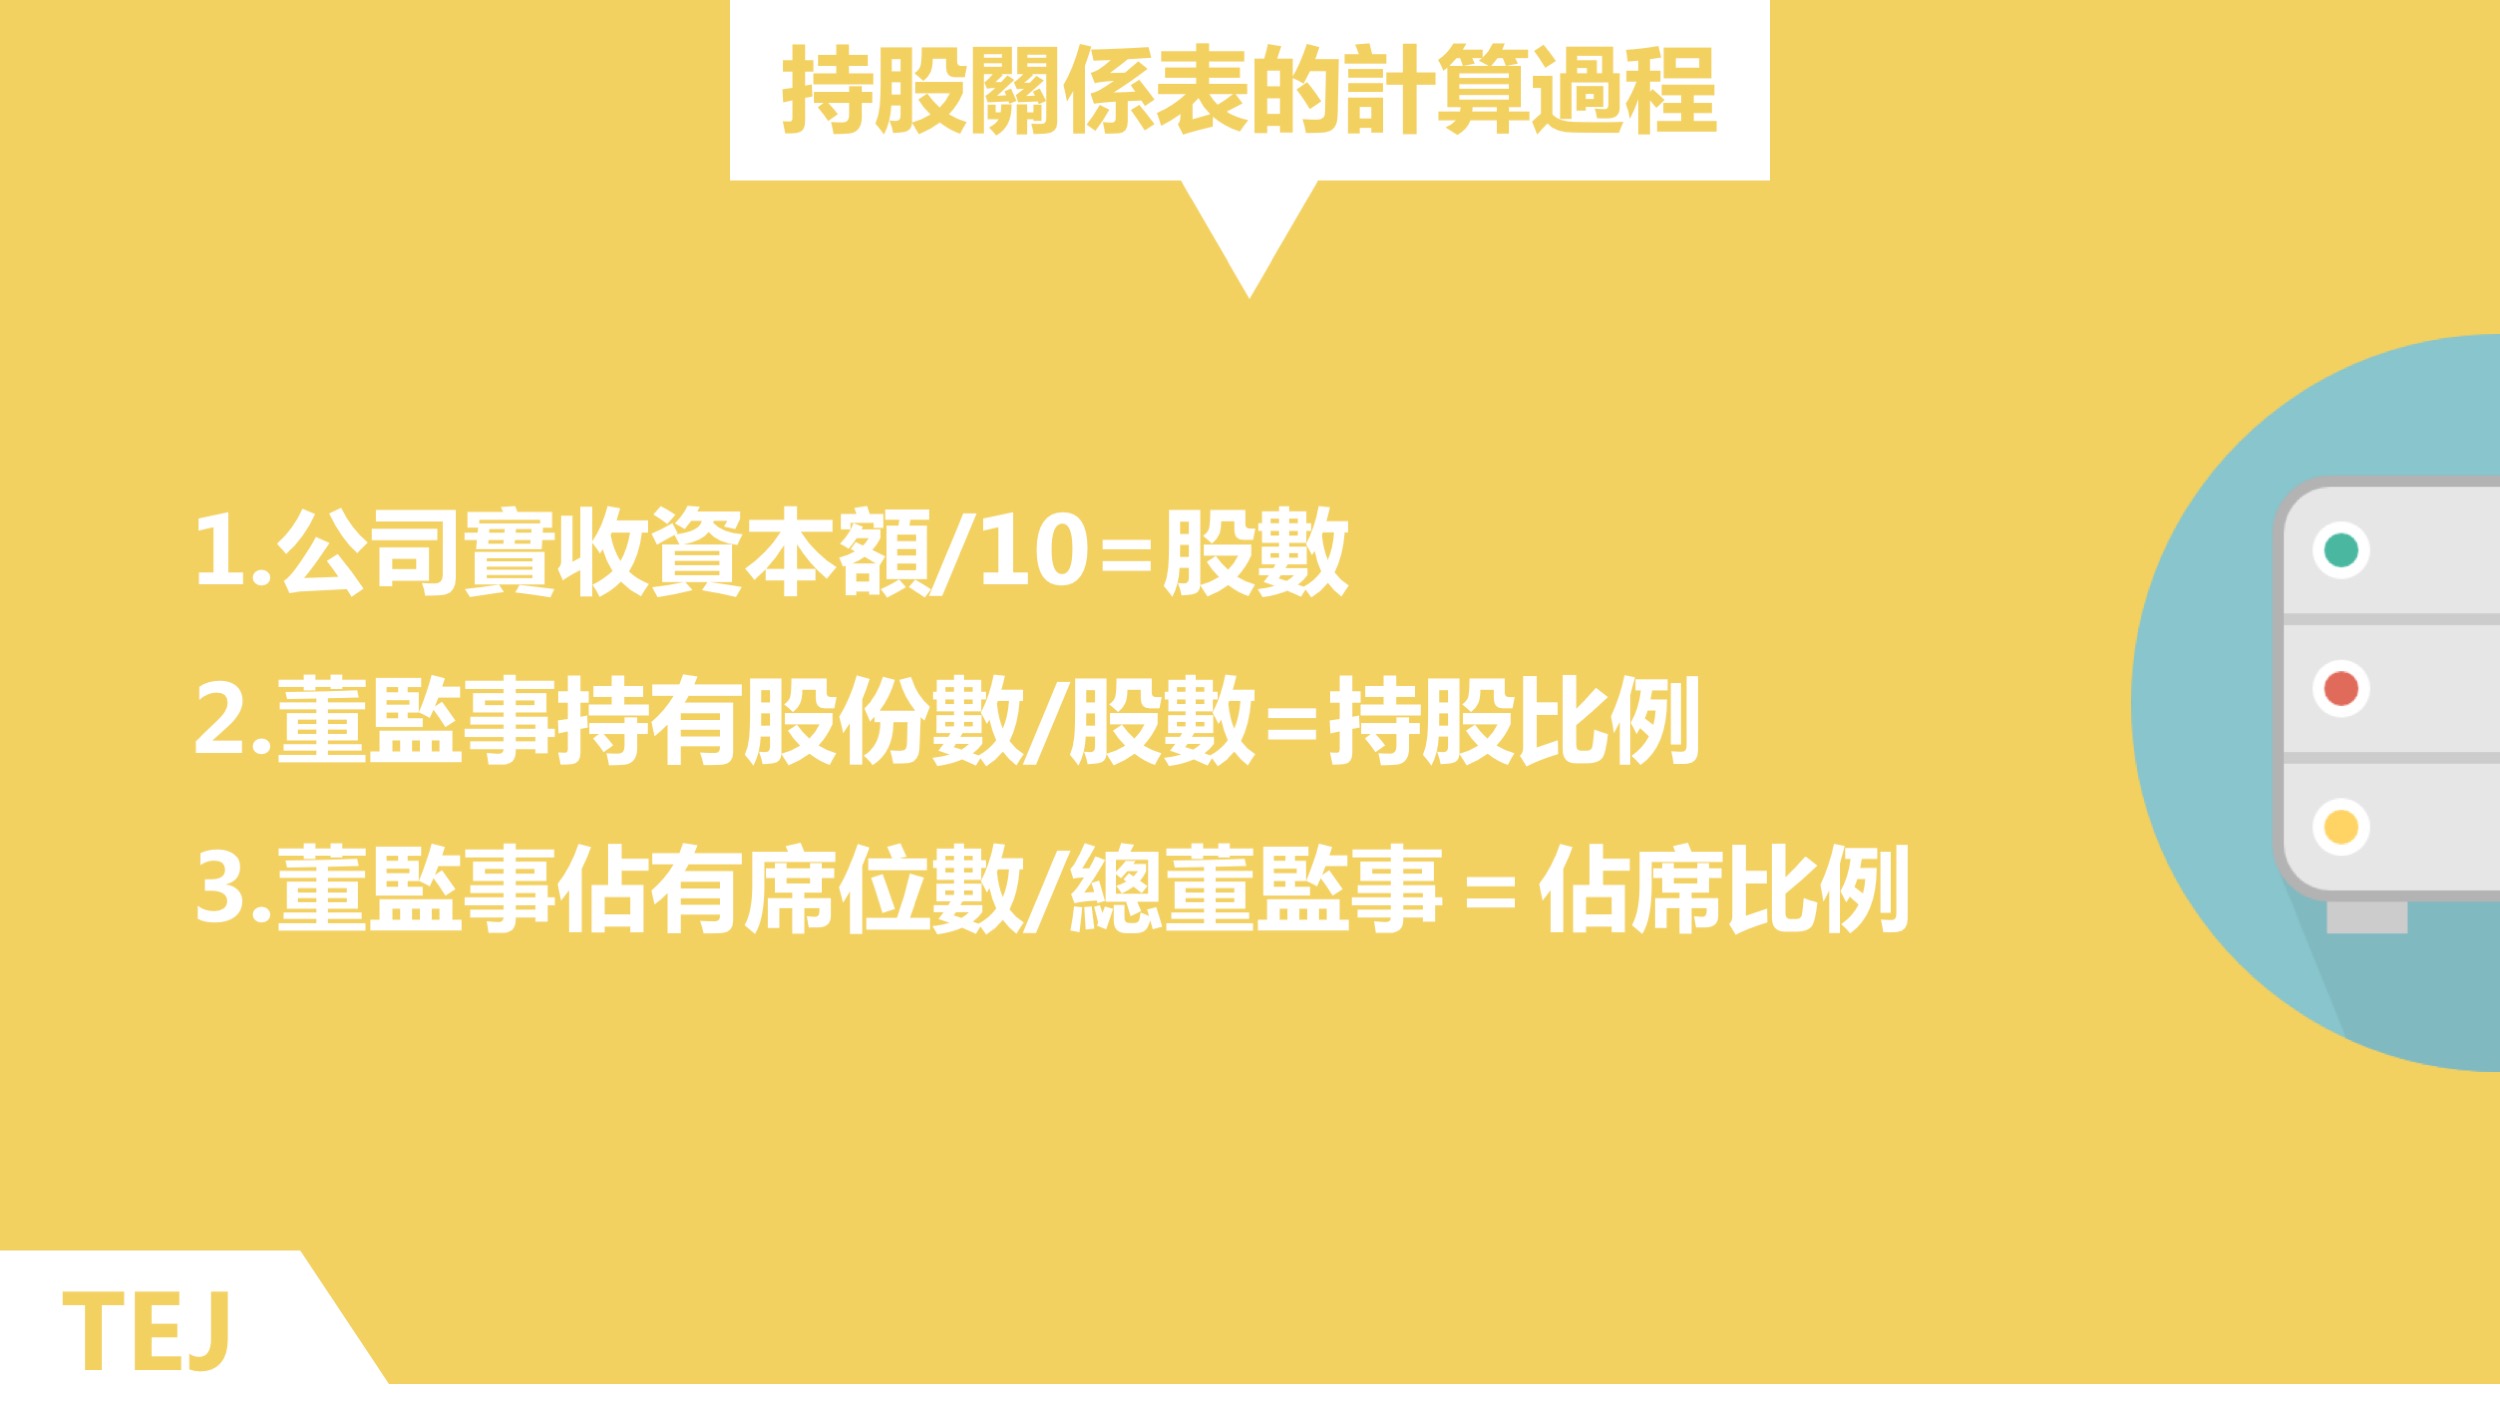 持股關係表的計算過程
1.公司實收資本額/10=股數
2.董監事持有股份數/股數=持股比例
3.董監事佔有席位數/總董監事=佔席比例
TEJ